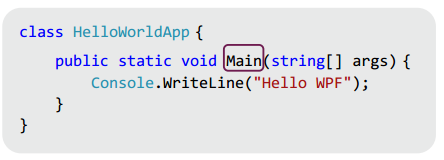 class HelloWorldApp {
public static void Main(string[] args) {
Console.WriteLine("Hello WPF");
}
}